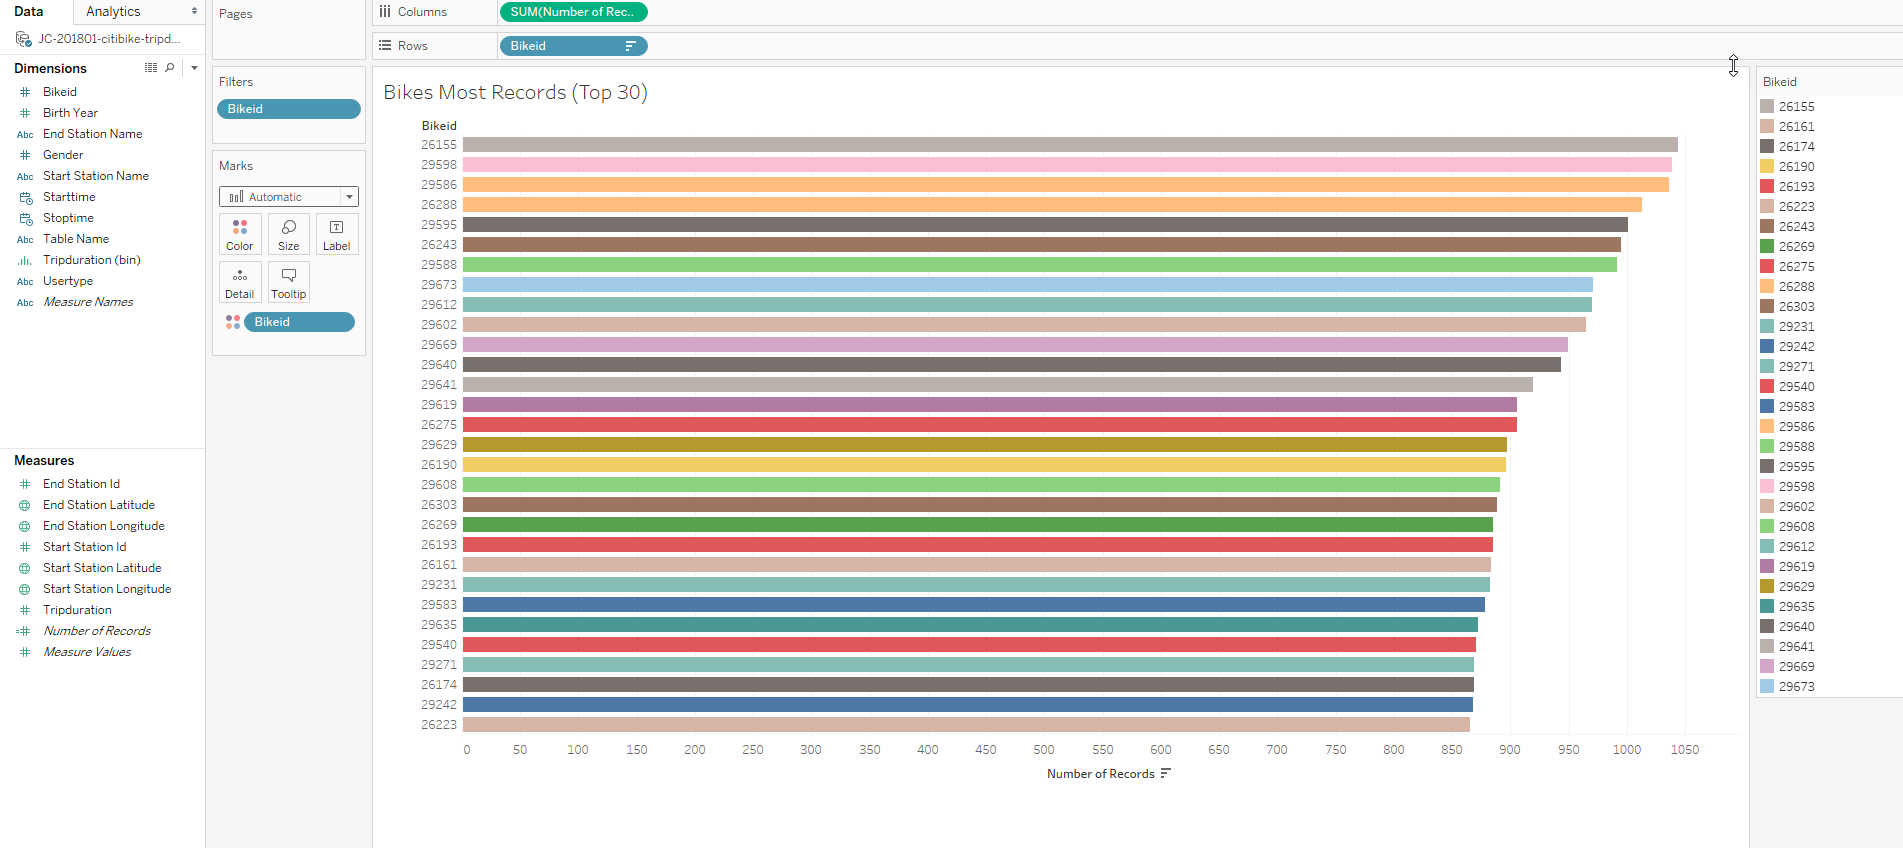 Data
Analytics
JC-201801-citibike-tripd...
Dimensions
# Bikeid
# Birth Year
Abc End Station Name
# Gender
Abc Start Station Name
Starttime
Stoptime
Abc Table Name
Tripduration (bin)
Abc Usertype
Abc Measure Names
Measures
# End Station Id
End Station Latitude
End Station Longitude
# Start Station Id
Start Station Latitude
Start Station Longitude
# Tripduration
=# Number of Records
# Measure Values
Pages
Filters
Bikeid
Marks
Automatic
Color Size Label
Detail Tooltip
Bikeid
Columns SUM(Number of Rec..
Rows Bikeid
Bikes Most Records (Top 30)
Bikeid
26155
29598
29586
26288
29595
26243
29588
29673
29612
29602
29669
29640
29641
29619
26275
29629
26190
29608
26303
26269
26193
26161
29231
29583
29635
29540
29271
26174
29242
26223
0 50 100 150 200 250 300 350 400 450 500 550 600 650 700 750 800 850 900 950 1000 1050
Number of Records
Bikeid
26155
26161
26174
26190
26193
26223
26243
26269
26275
26288
26303
29231
29242
29271
29540
29583
29586
29588
29595
29598
29602
29608
29612
29619
29629
29635
29640
29641
29669
29673